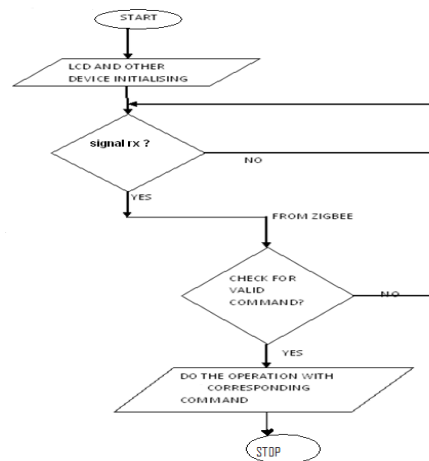 START
LCD AND OTHER
DEVICE INITIALISING
signal rx ?
NO
YES
FROM ZIGBEE
CHECK FOR
VALID
COMMAND?
NO
YES
DO THE OPERATION WITH
CORRESPONDING
COMMAND
STOP